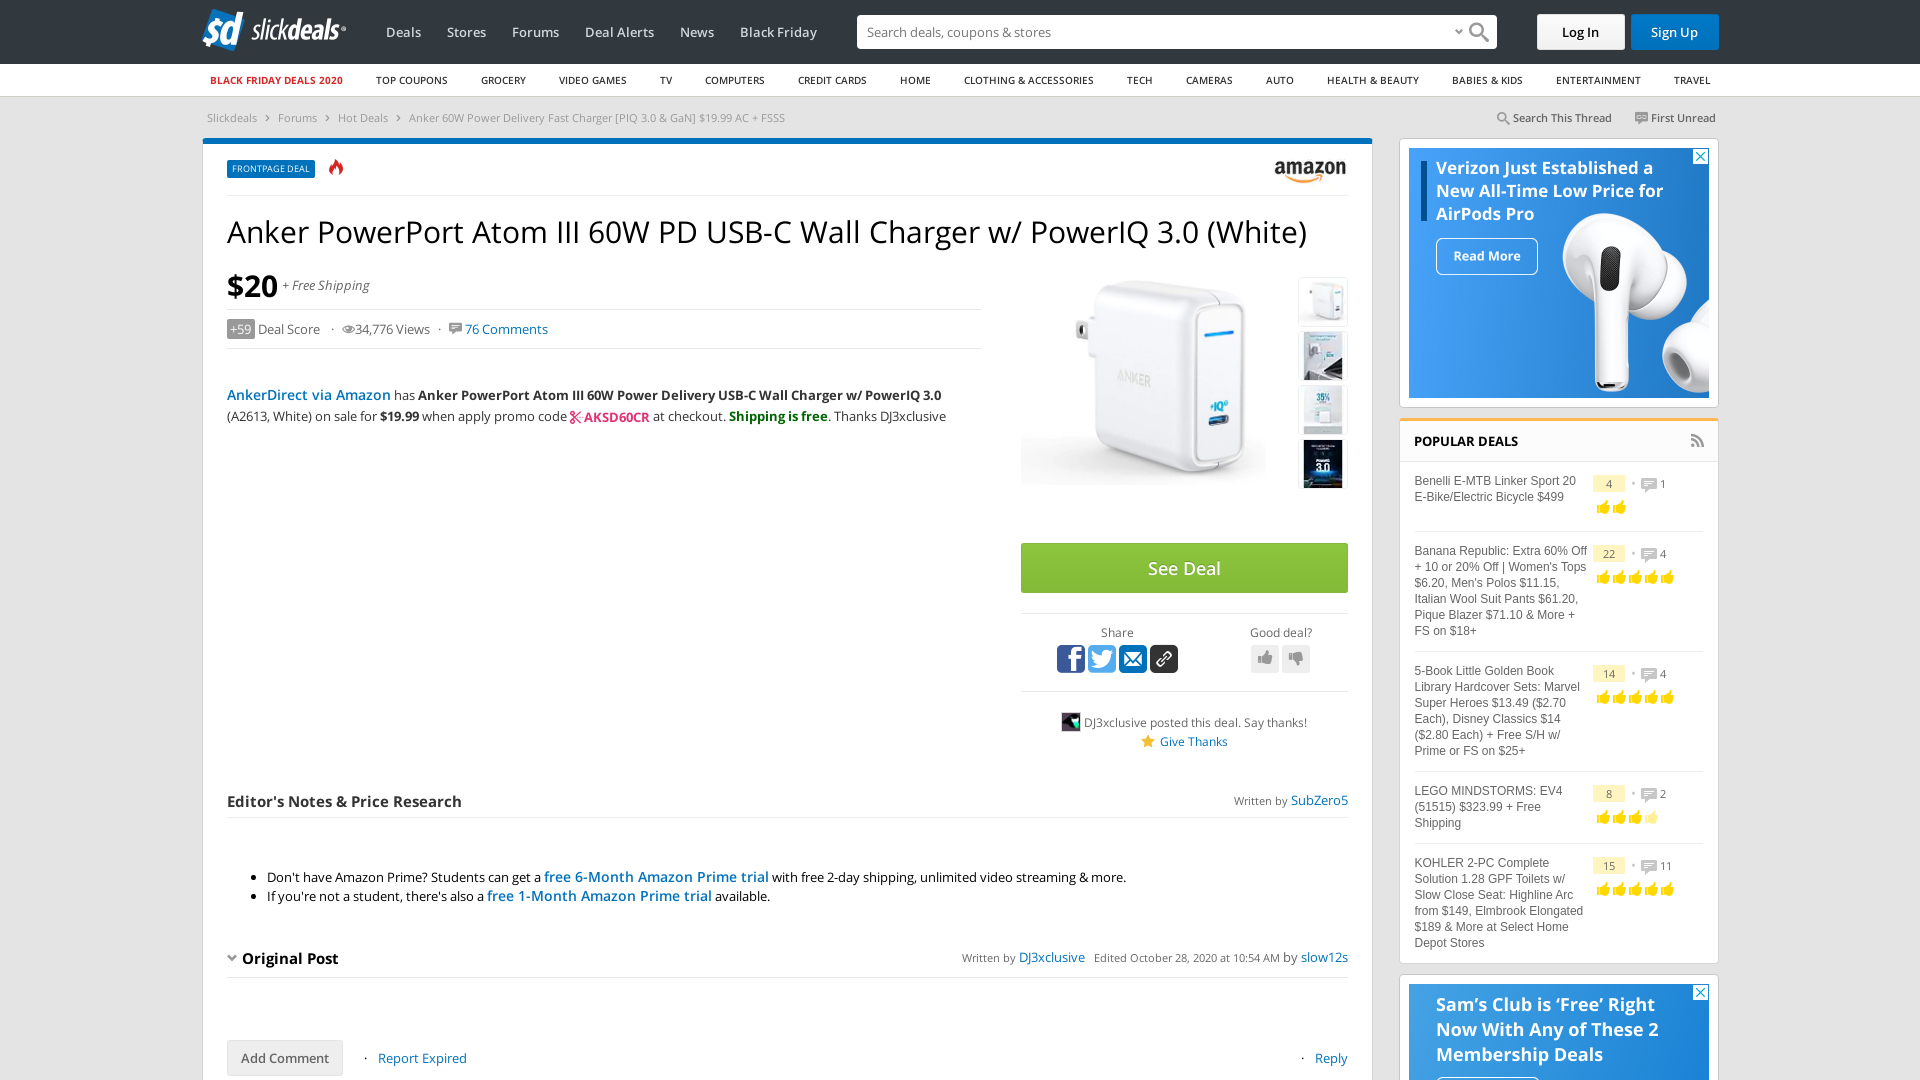 sd slickdeals
Deals
Stores
Forums
Deal Alerts
News
Black Friday
Search deals, coupons & stores
Log In
Sign Up
BLACK FRIDAY DEALS 2020
TOP COUPONS
GROCERY
VIDEO GAMES
TV
COMPUTERS
CREDIT CARDS
HOME
CLOTHING & ACCESSORIES
TECH
CAMERAS
AUTO
HEALTH & BEAUTY
BABIES & KIDS
ENTERTAINMENT
TRAVEL
Slickdeals › Forums › Hot Deals › Anker 60W Power Delivery Fast Charger [PIQ 3.0 & GaN] $19.99 AC + FSSS
Search This Thread
First Unread
FRONTPAGE DEAL
amazon
Anker PowerPort Atom III 60W PD USB-C Wall Charger w/ PowerIQ 3.0 (White)
$20 + Free Shipping
+59 Deal Score · 34,776 Views · 76 Comments
AnkerDirect via Amazon has Anker PowerPort Atom III 60W Power Delivery USB-C Wall Charger w/ PowerIQ 3.0
(A2613, White) on sale for $19.99 when apply promo code AKSD60CR at checkout. Shipping is free. Thanks DJ3xclusive
ANKER
35%
3.0
See Deal
Share
Good deal?
DJ3xclusive posted this deal. Say thanks!
Give Thanks
Editor's Notes & Price Research
Written by SubZero5
Don't have Amazon Prime? Students can get a free 6-Month Amazon Prime trial with free 2-day shipping, unlimited video streaming & more.
If you're not a student, there's also a free 1-Month Amazon Prime trial available.
Original Post
Written by DJ3xclusive Edited October 28, 2020 at 10:54 AM by slow12s
Add Comment
· Report Expired
· Reply
Verizon Just Established a
New All-Time Low Price for
AirPods Pro
Read More
POPULAR DEALS
Benelli E-MTB Linker Sport 20
E-Bike/Electric Bicycle $499
4 • 1
Banana Republic: Extra 60% Off
+ 10 or 20% Off | Women's Tops
$6.20, Men's Polos $11.15,
Italian Wool Suit Pants $61.20,
Pique Blazer $71.10 & More +
FS on $18+
22 • 4
5-Book Little Golden Book
Library Hardcover Sets: Marvel
Super Heroes $13.49 ($2.70
Each), Disney Classics $14
($2.80 Each) + Free S/H w/
Prime or FS on $25+
14 • 4
LEGO MINDSTORMS: EV4
(51515) $323.99 + Free
Shipping
8 • 2
KOHLER 2-PC Complete
Solution 1.28 GPF Toilets w/
Slow Close Seat: Highline Arc
from $149, Elmbrook Elongated
$189 & More at Select Home
Depot Stores
15 • 11
Sam's Club is 'Free' Right
Now With Any of These 2
Membership Deals